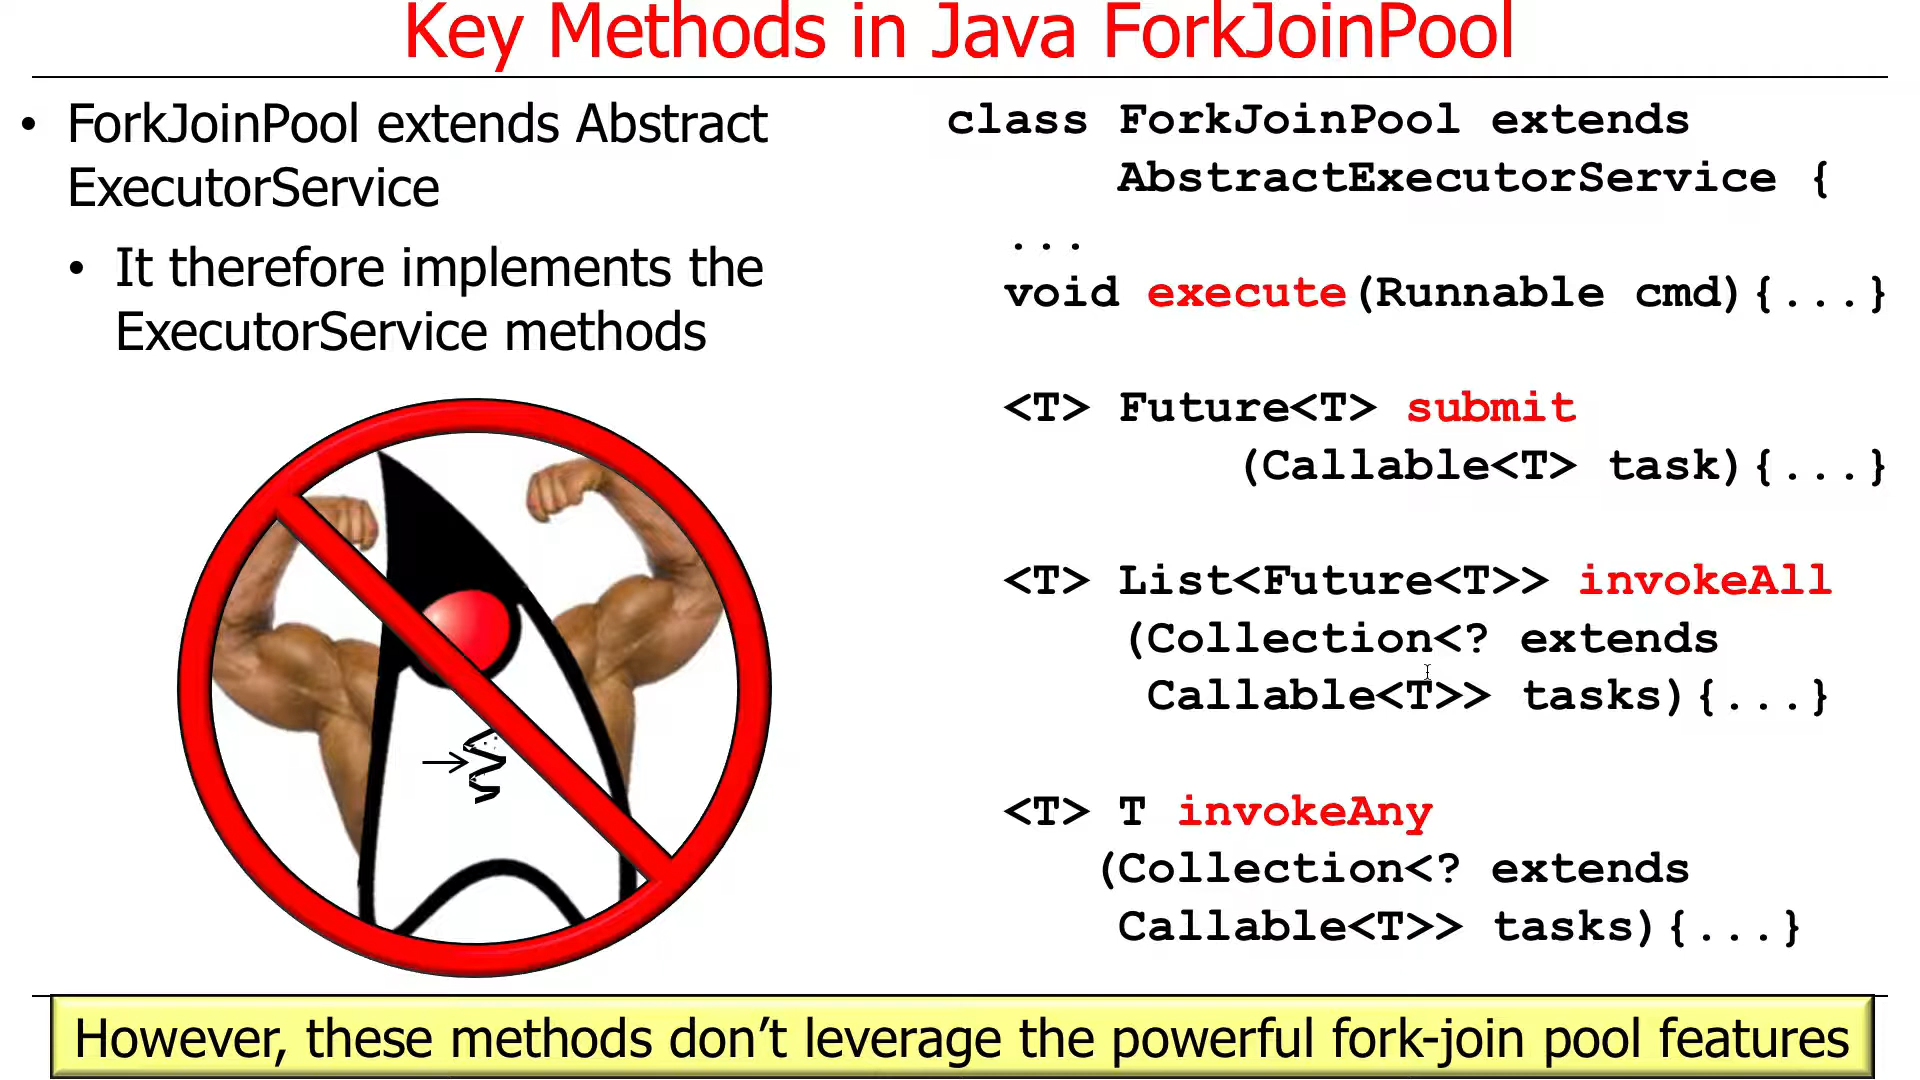 Key Methods in Java ForkJoinPool
• ForkJoinPool extends Abstract
ExecutorService
• It therefore implements the
ExecutorService methods
class ForkJoinPool extends
AbstractExecutorService {
...
void execute(Runnable cmd){...}
<T> Future<T> submit
(Callable<T> task){...}
<T> List<Future<T>> invokeAll
(Collection<? extends
Callable<T>> tasks){...}
<T> T invokeAny
(Collection<? extends
Callable<T>> tasks){...}
However, these methods don’t leverage the powerful fork-join pool features